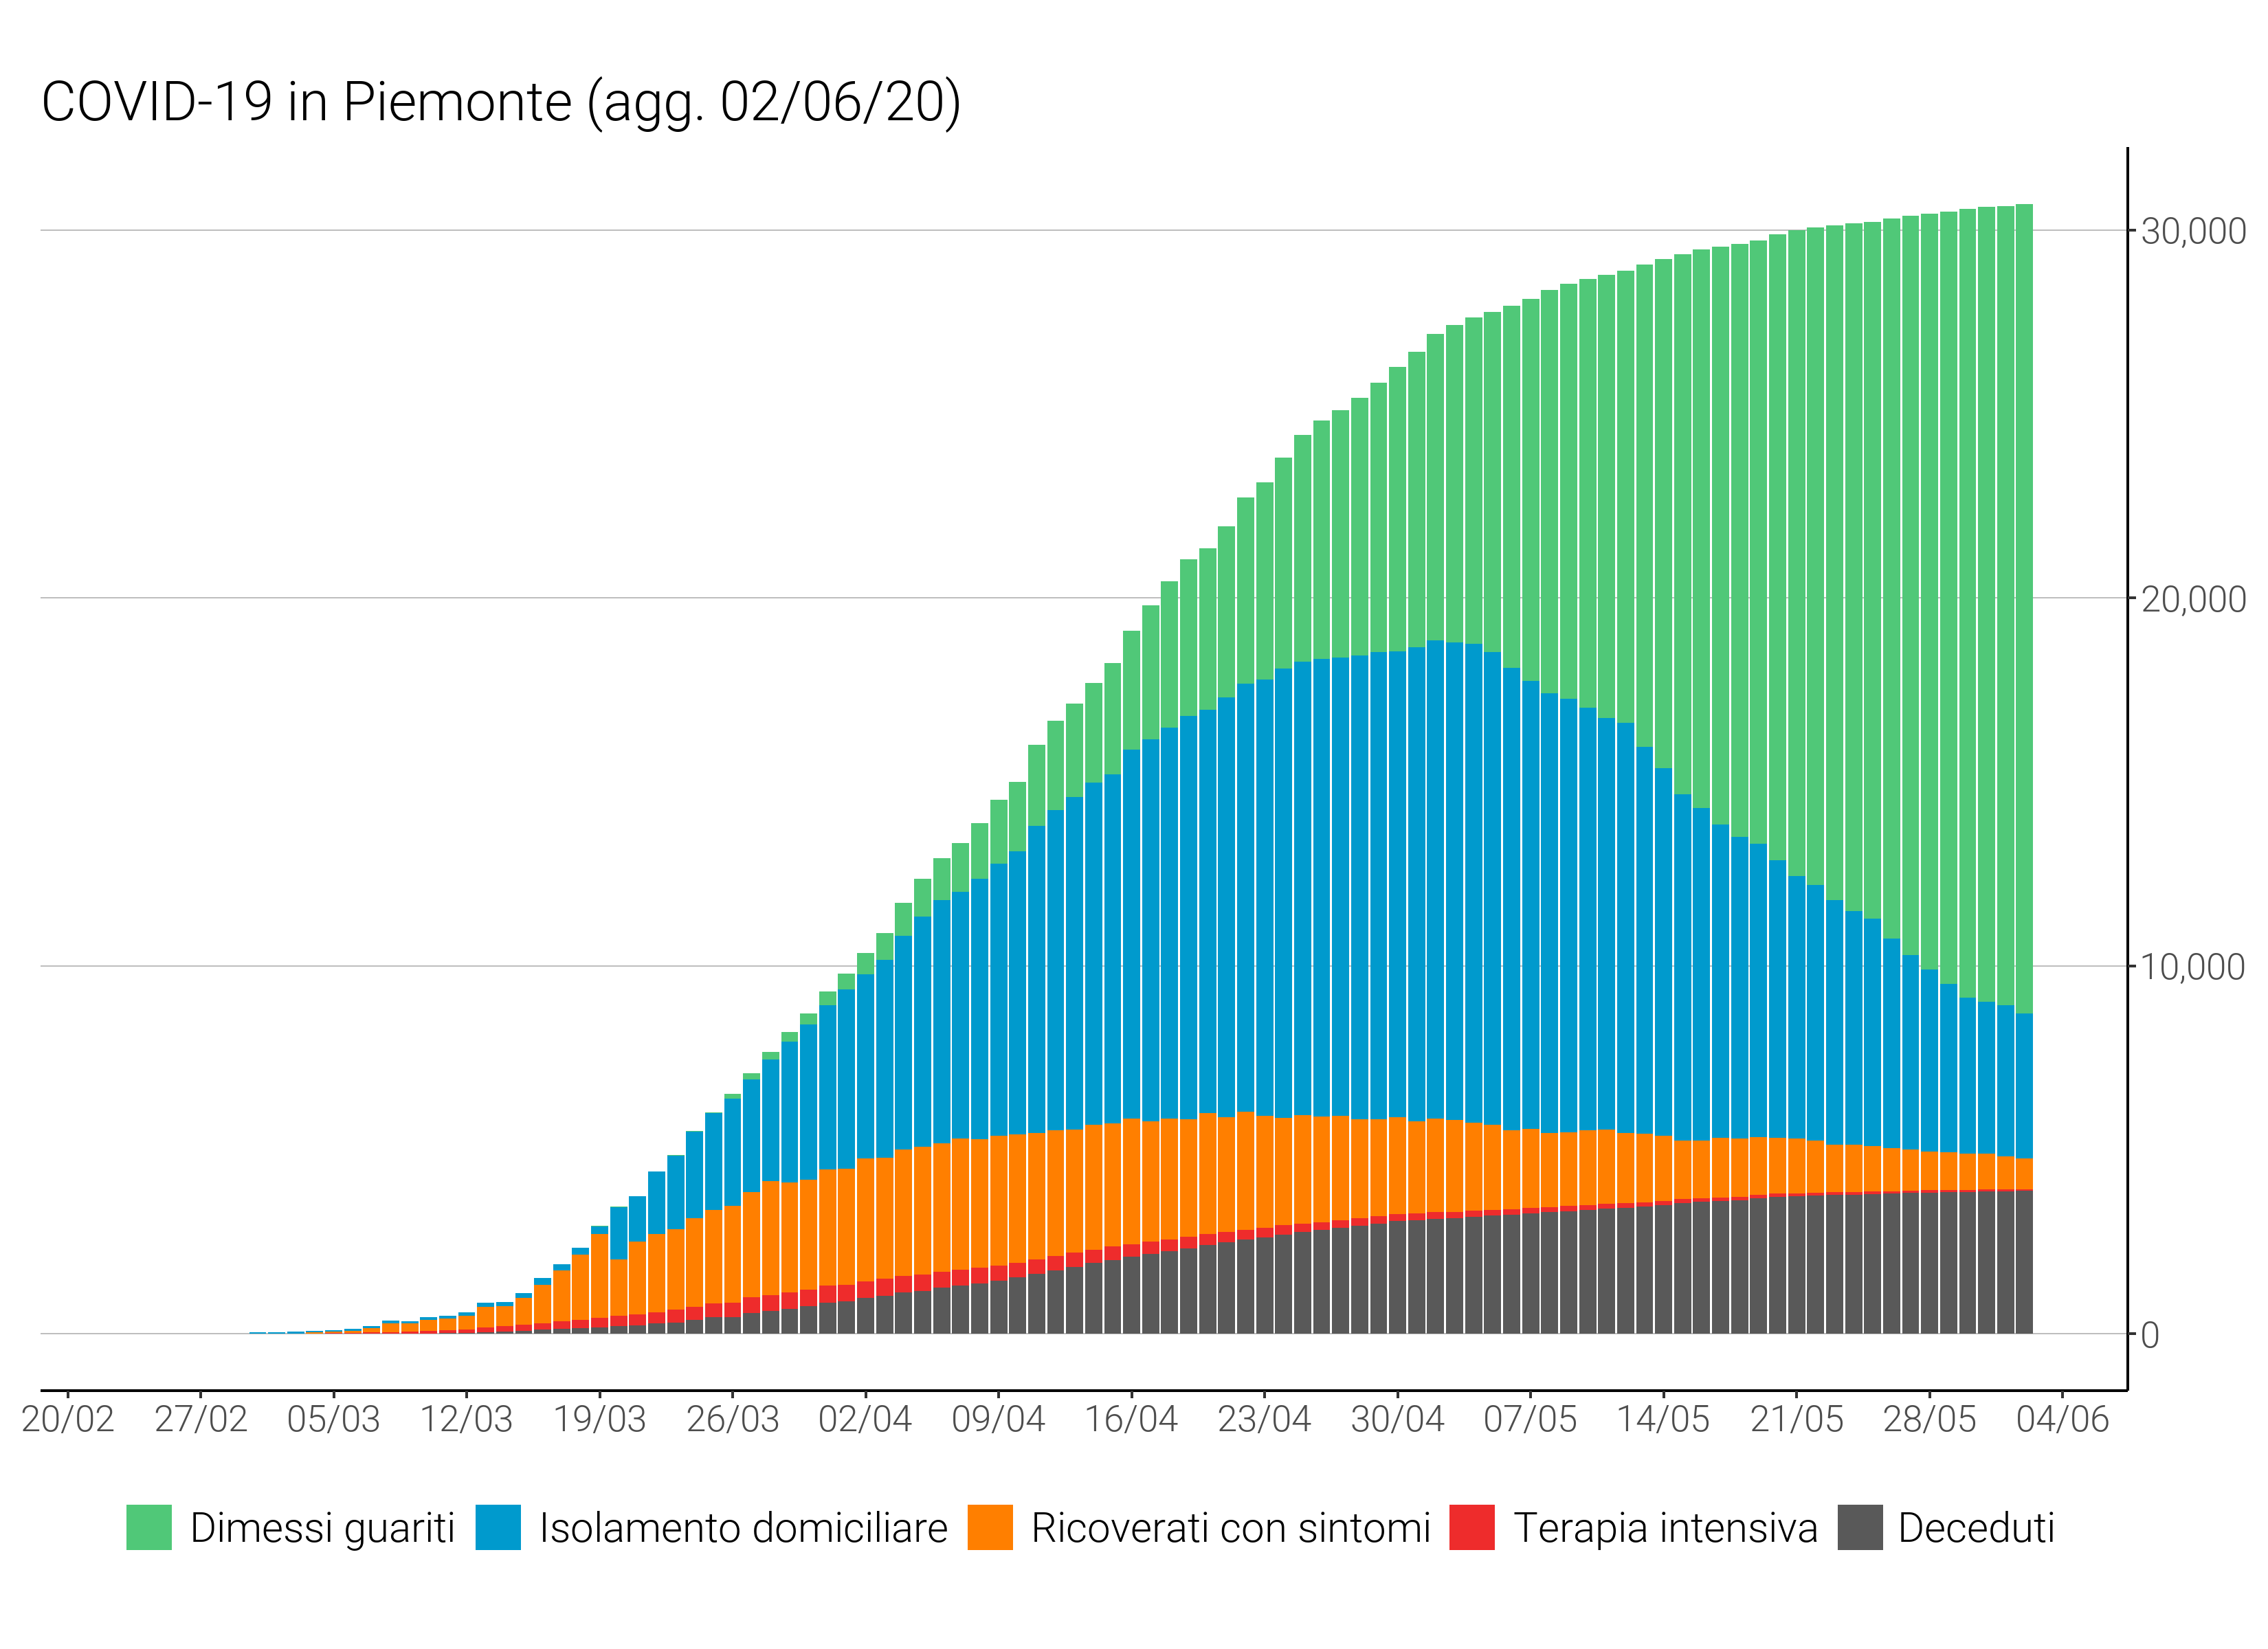 COVID-19 in Piemonte (agg. 02/06/20)
30,000
20,000
10,000
0
20/02 27/02 05/03 12/03 19/03 26/03 02/04 09/04 16/04 23/04 30/04 07/05 14/05 21/05 28/05 04/06
Dimessi guariti Isolamento domiciliare Ricoverati con sintomi Terapia intensiva Deceduti